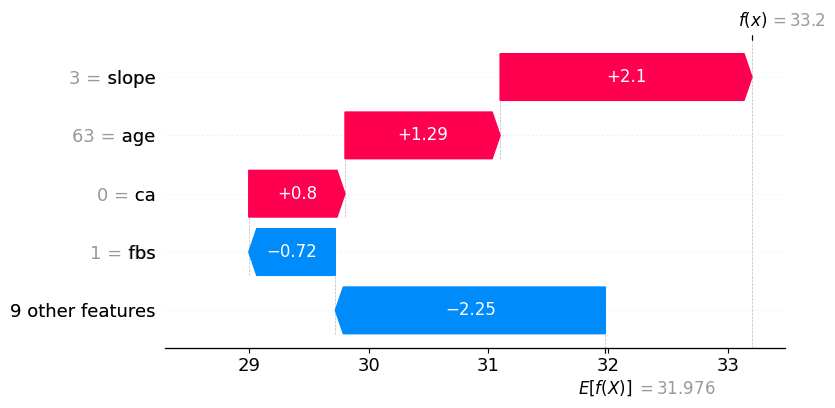 f(x) = 33.2
3 = slope
+2.1
63 = age
+1.29
0 = ca
+0.8
1 = fbs
−0.72
9 other features
−2.25
29 30 31 32 33
E[f(X)] = 31.976